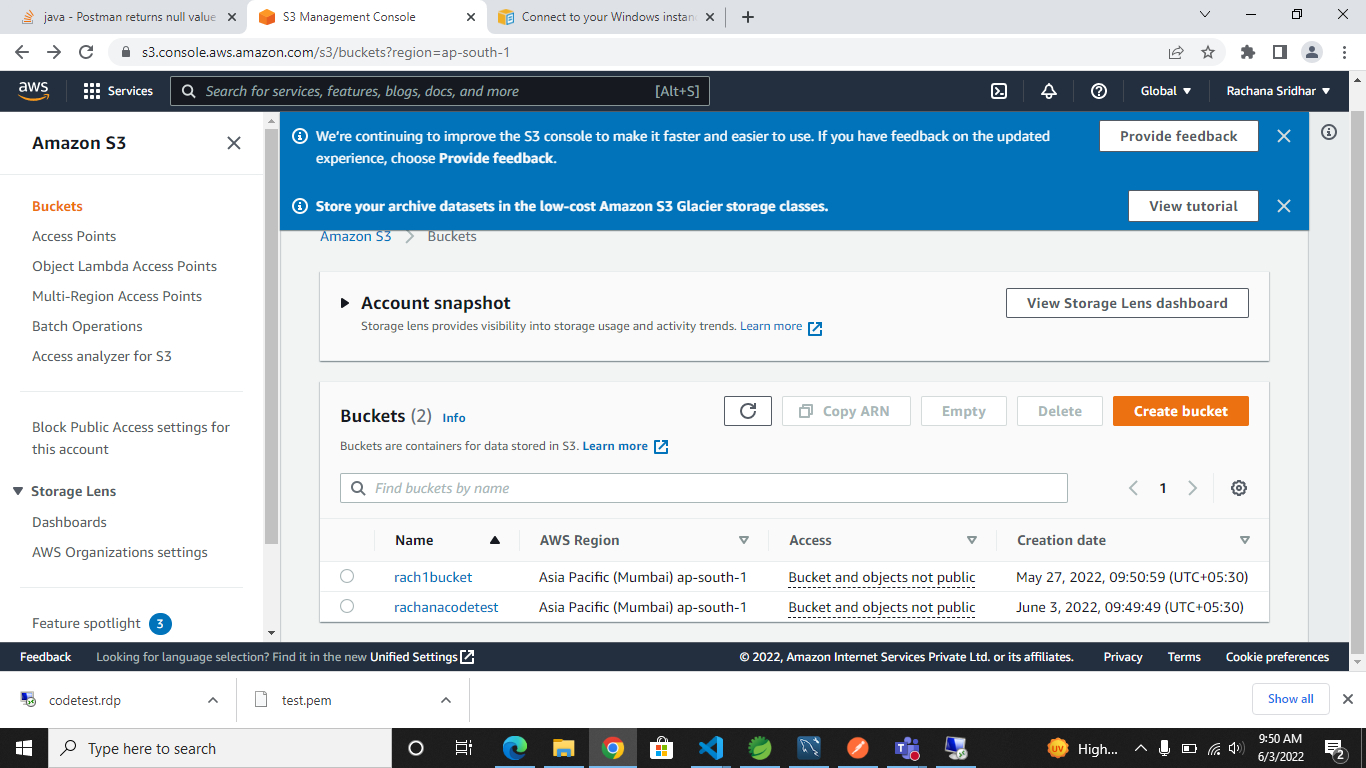 java - Postman returns null value
S3 Management Console
Connect to your Windows instan
s3.console.aws.amazon.com/s3/buckets?region=ap-south-1
aws
Services
Search for services, features, blogs, docs, and more
[Alt+S]
Global
Rachana Sridhar
Amazon S3
Buckets
Access Points
Object Lambda Access Points
Multi-Region Access Points
Batch Operations
Access analyzer for S3
Block Public Access settings for
this account
Storage Lens
Dashboards
AWS Organizations settings
Feature spotlight 3
We're continuing to improve the S3 console to make it faster and easier to use. If you have feedback on the updated
experience, choose Provide feedback.
Provide feedback
Store your archive datasets in the low-cost Amazon S3 Glacier storage classes.
View tutorial
Amazon S3 > Buckets
Account snapshot
Storage lens provides visibility into storage usage and activity trends. Learn more
View Storage Lens dashboard
Buckets (2) Info
Buckets are containers for data stored in S3. Learn more
Copy ARN
Empty
Delete
Create bucket
Find buckets by name
1
Name AWS Region Access Creation date
rach1bucket Asia Pacific (Mumbai) ap-south-1 Bucket and objects not public May 27, 2022, 09:50:59 (UTC+05:30)
rachanacodetest Asia Pacific (Mumbai) ap-south-1 Bucket and objects not public June 3, 2022, 09:49:49 (UTC+05:30)
Feedback Looking for language selection? Find it in the new Unified Settings © 2022, Amazon Internet Services Private Ltd. or its affiliates. Privacy Terms Cookie preferences
codetest.rdp
test.pem
Show all
Type here to search
UV
High...
9:50 AM
6/3/2022
2